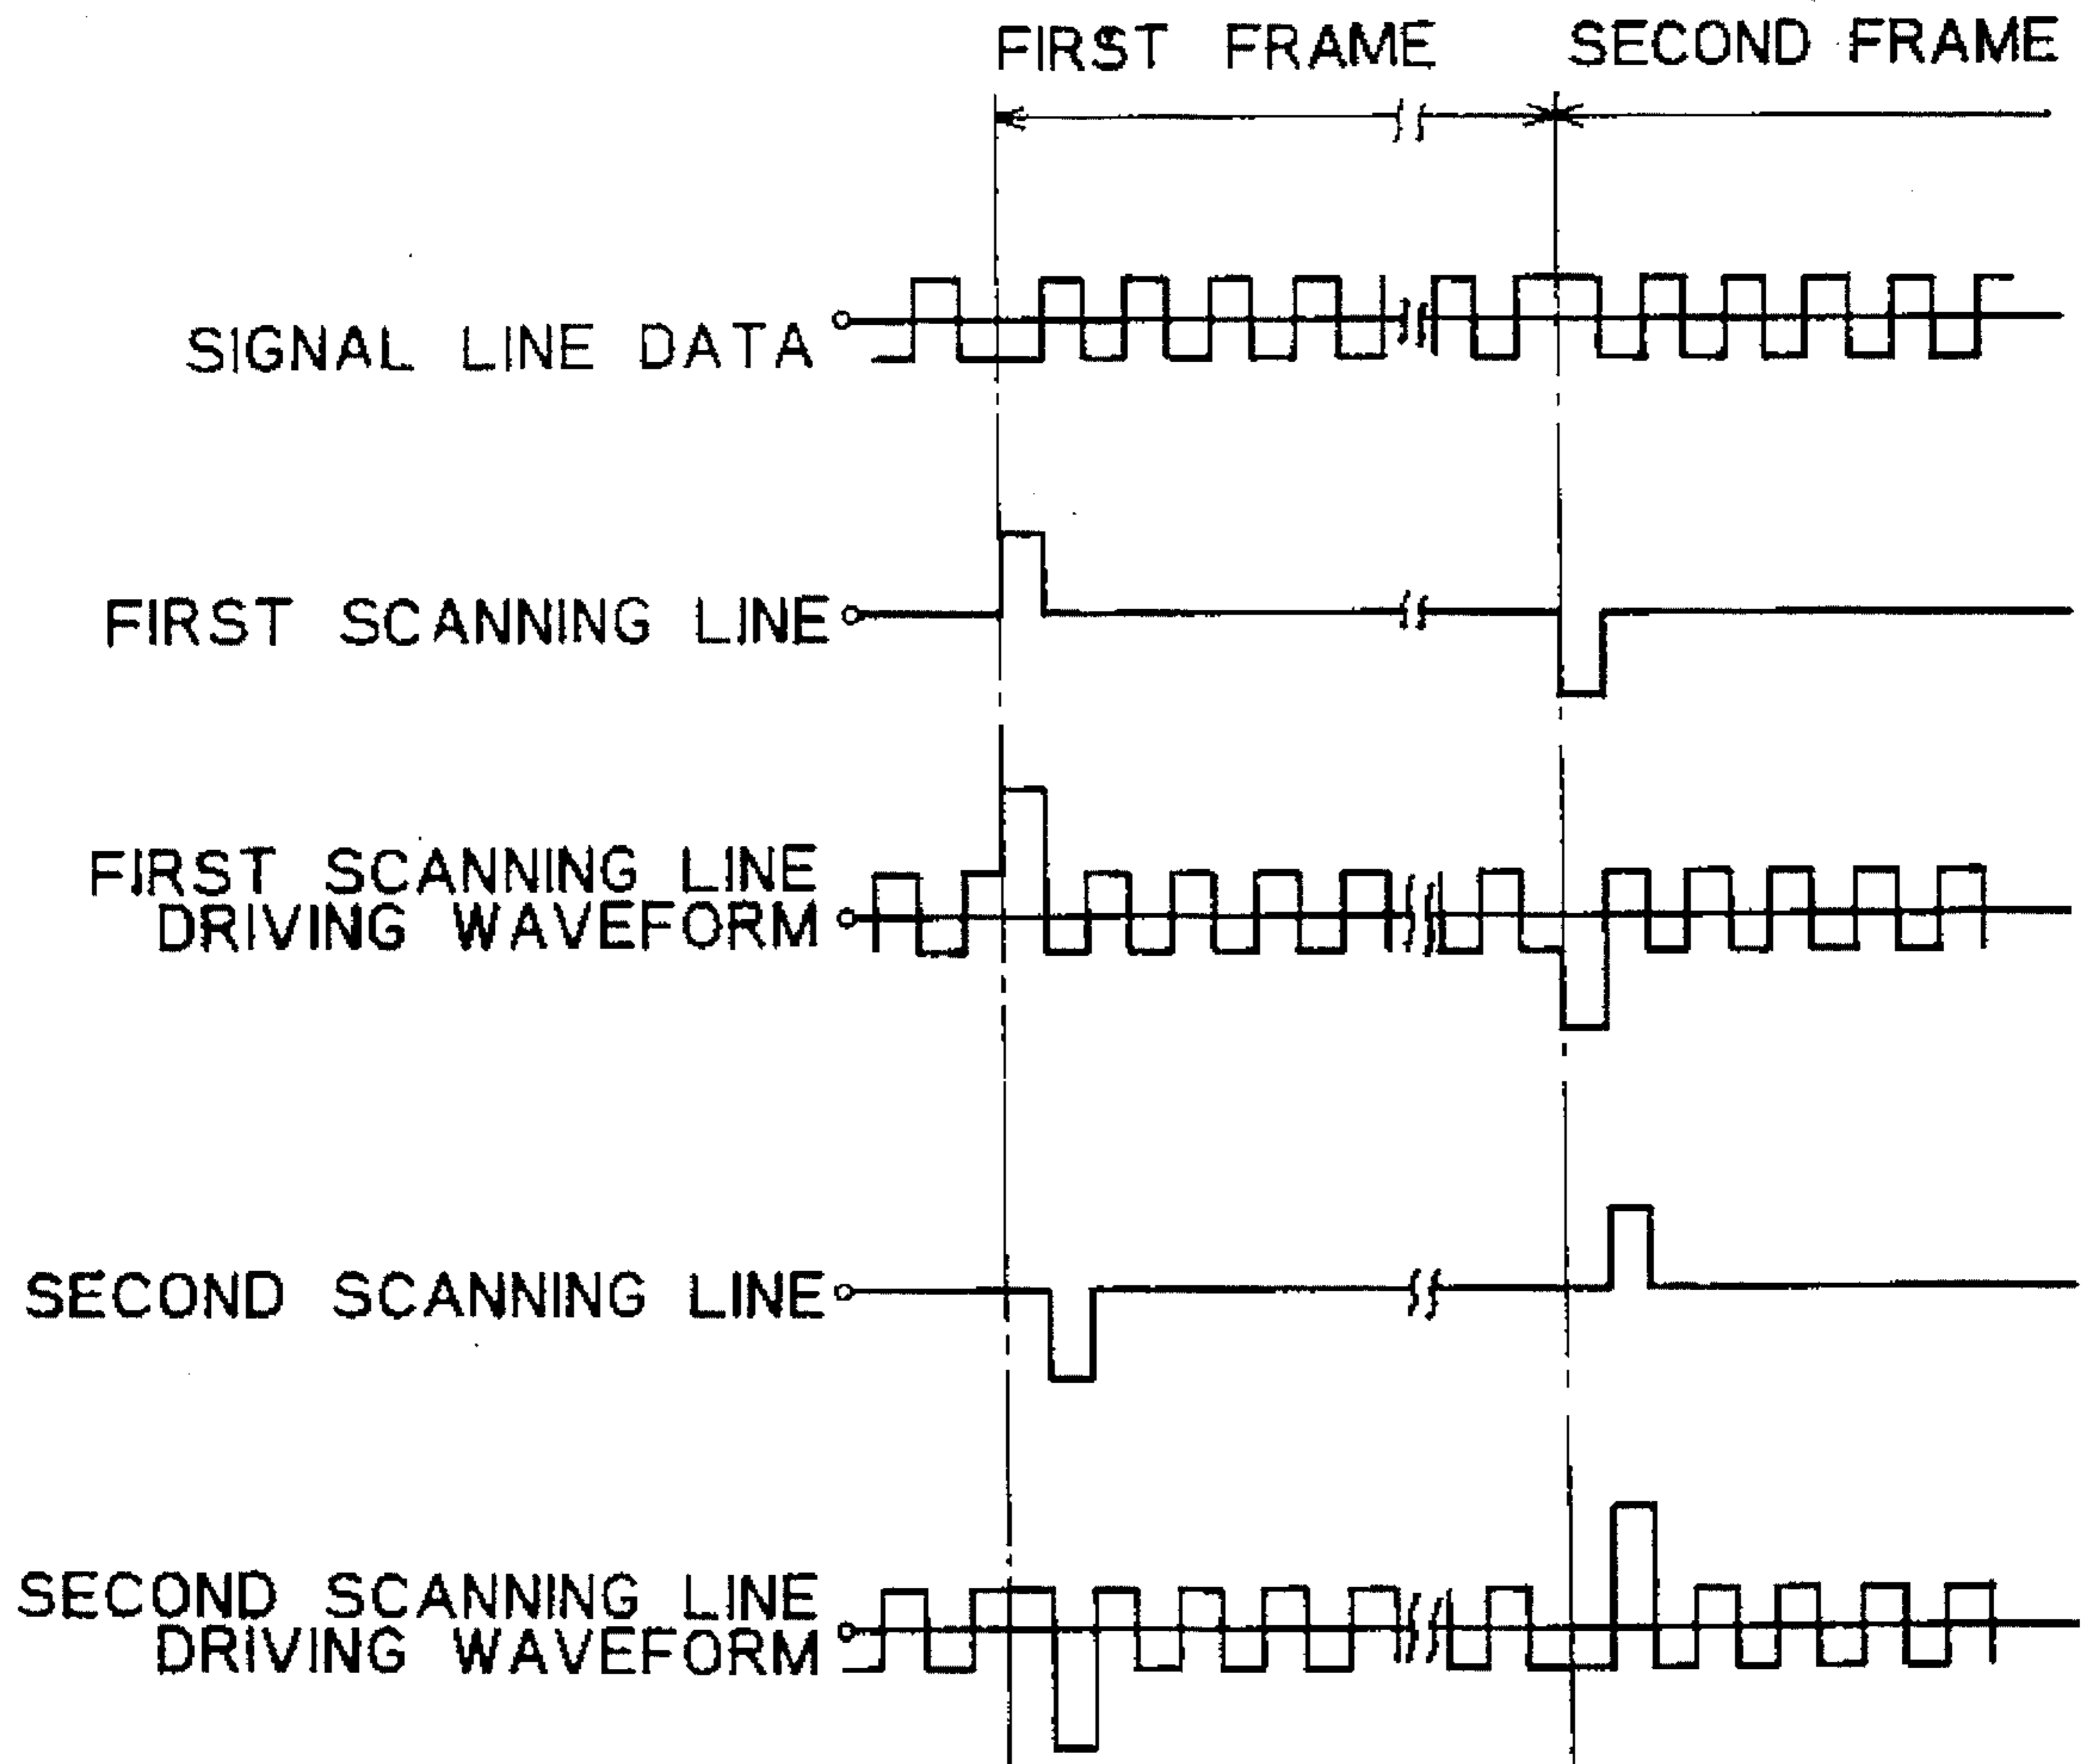 FIRST FRAME SECOND FRAME
SIGNAL LINE DATA
FIRST SCANNING LINE
FIRST SCANNING LINE
DRIVING WAVEFORM
SECOND SCANNING LINE
SECOND SCANNING LINE
DRIVING WAVEFORM